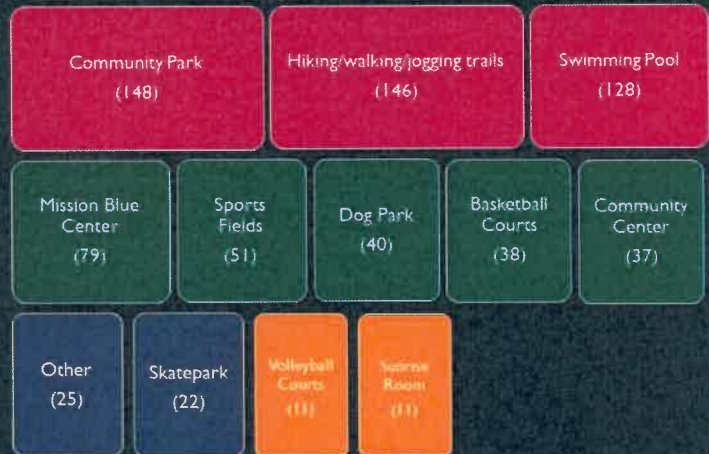 Community Park
(148)
Hiking/walking/jogging trails
(146)
Swimming Pool
(128)
Mission Blue
Center
(79)
Sports
Fields
(51)
Dog Park
(40)
Basketball
Courts
(38)
Community
Center
(37)
Other
(25)
Skatepark
(22)
Volleyball
Courts
(11)
Sunrise
Room
(11)